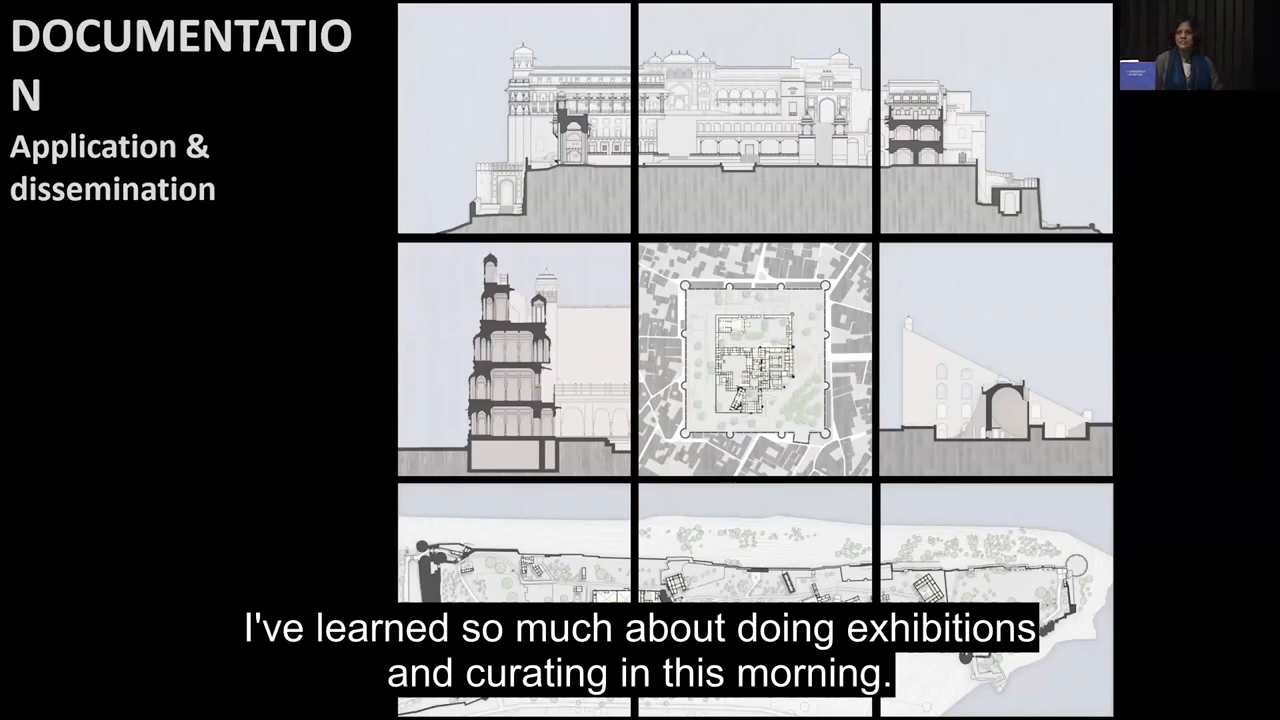 DOCUMENTATIO
N
Application &
dissemination
I've learned so much about doing exhibitions
and curating in this morning.